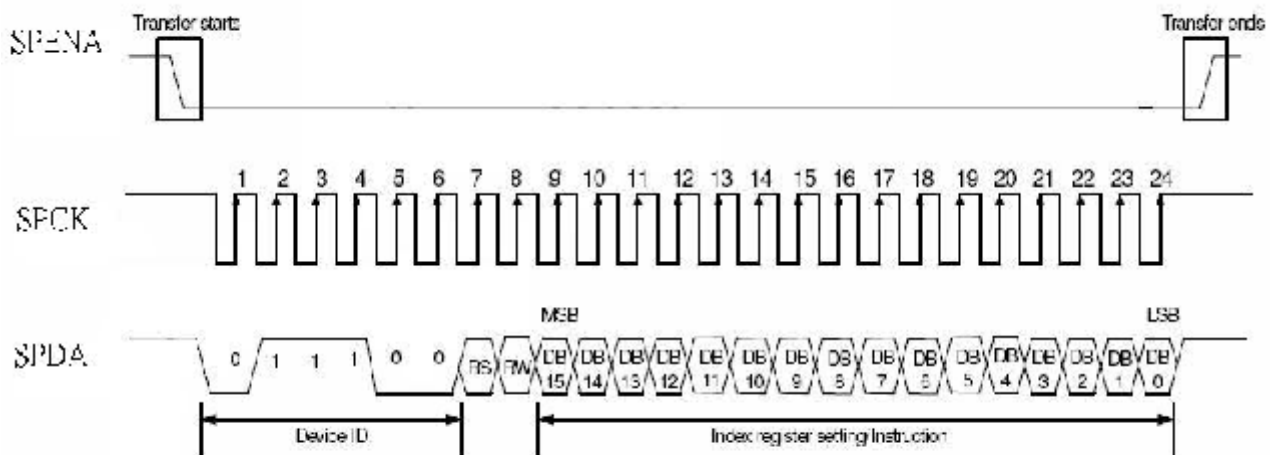 Transfer starts
Transfer ends
SPENA
1 2 3 4 5 6 7 8 9 10 11 12 13 14 15 16 17 18 19 20 21 22 23 24
SPCK
MSB
LSB
SPDA
0 1 1 1 0 0 RS RW DB 15 DB 14 DB 13 DB 12 DB 11 DB 10 DB 9 DB 8 DB 7 DB 6 DB 5 DB 4 DB 3 DB 2 DB 1 DB 0
Device ID
Index register setting/Instruction